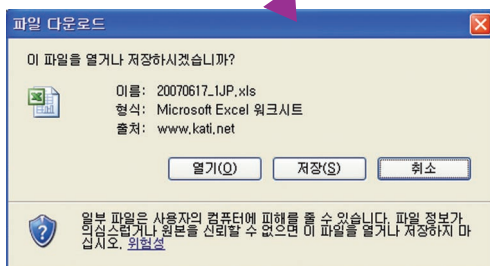 파일 다운로드
이 파일을 열거나 저장하시겠습니까?
이름: 20070617_1JP.xls
형식: Microsoft Excel 워크시트
출처: www.kati.net
열기(O) 저장(S) 취소
일부 파일은 사용자의 컴퓨터에 피해를 줄 수 있습니다. 파일 정보가
의심스럽거나 원본을 신뢰할 수 없으면 이 파일을 열거나 저장하지 마
십시오. 위험성